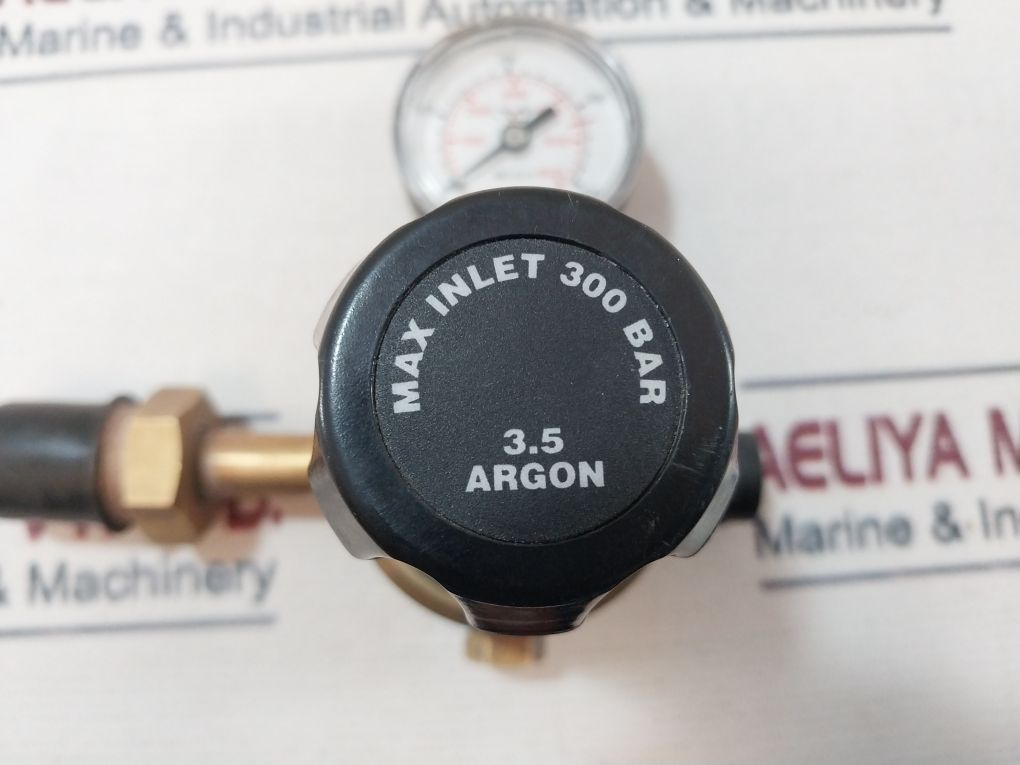 Marine & Industrial Automation & Machinery
MAX INLET 300 BAR
3.5
ARGON
AELIYA M
Marine & In
& Machinery